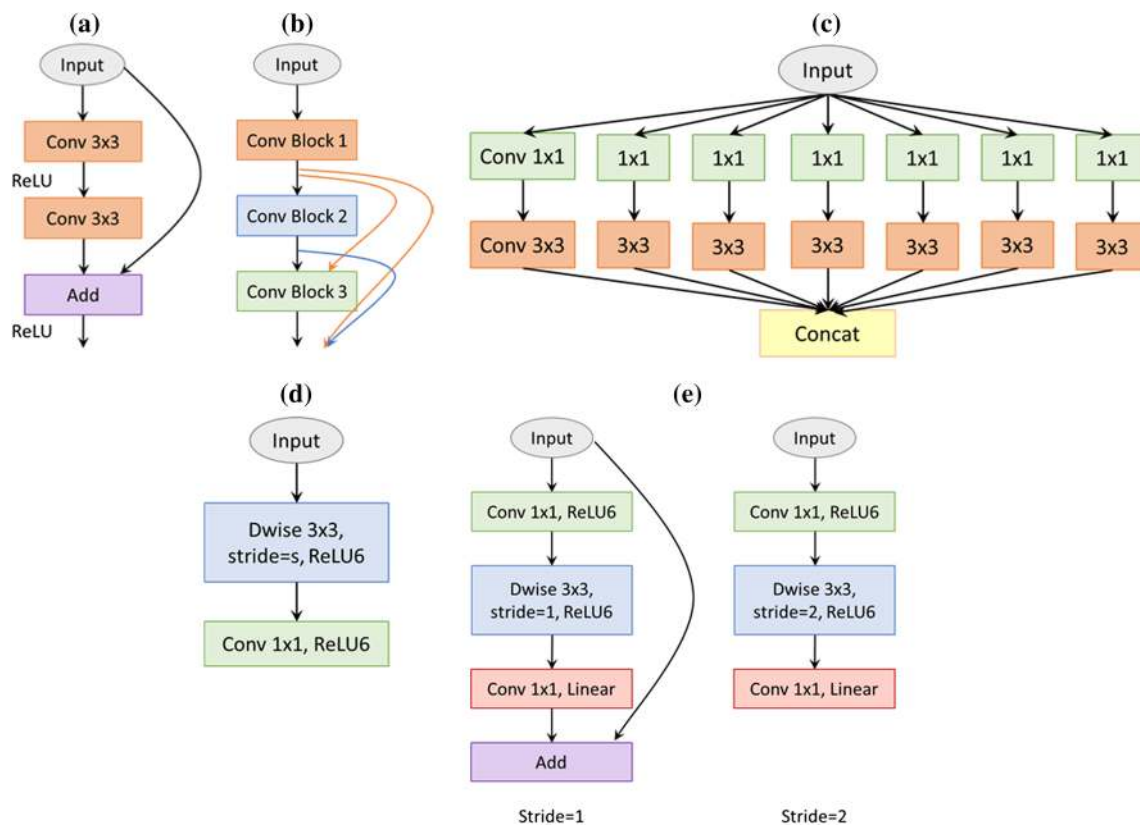 (a)
Input
Conv 3x3
ReLU
Conv 3x3
Add
ReLU
(b)
Input
Conv Block 1
Conv Block 2
Conv Block 3
(c)
Input
Conv 1x1
1x1
1x1
1x1
1x1
1x1
1x1
Conv 3x3
3x3
3x3
3x3
3x3
3x3
3x3
Concat
(d)
Input
Dwise 3x3,
stride=s, ReLU6
Conv 1x1, ReLU6
(e)
Input
Conv 1x1, ReLU6
Dwise 3x3,
stride=1, ReLU6
Conv 1x1, Linear
Add
Stride=1
Input
Conv 1x1, ReLU6
Dwise 3x3,
stride=2, ReLU6
Conv 1x1, Linear
Stride=2